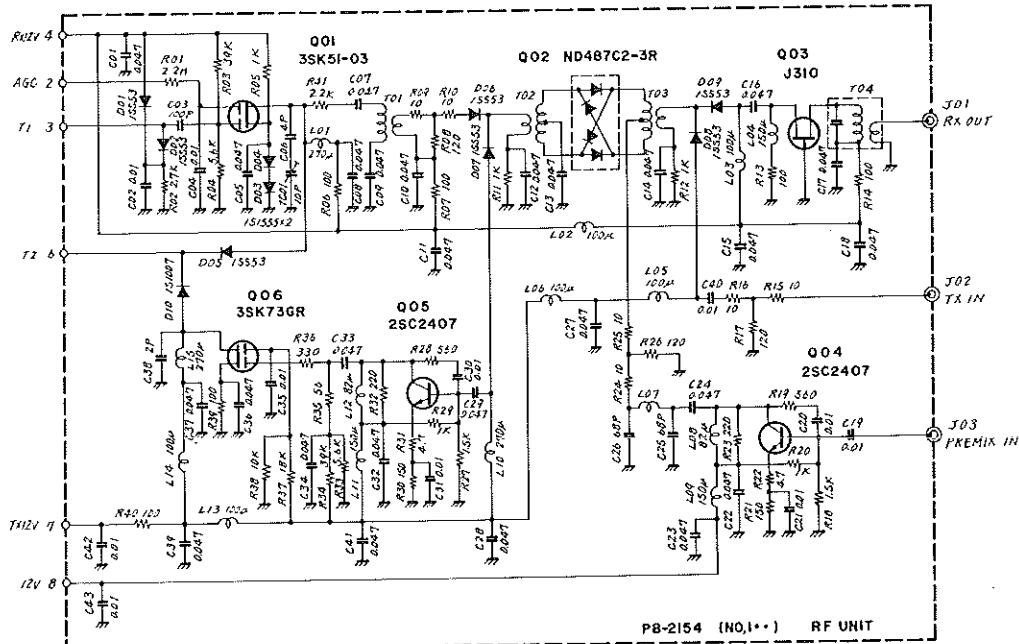 RX12V 4
AGC 2
T1 3
T2 6
TX12V 7
12V 8
Q01
3SK51-03
Q02 ND487C2-3R
Q03
J310
Q06
3SK73GR
Q05
2SC2407
Q04
2SC2407
J01
RX OUT
J02
TX IN
J03
PREMIX IN
C01
0.047
R01
2.2M
D01
1S553
C03
100P
D02
1S553
C02 0.01
R02 2.7K
R03 39K
R05 1K
C04 0.01
R04 5.6K
C05 0.047
D04
D03
1S1555×2
C06 4P
10P
R41
2.2K
C07
0.047
L01
270μ
R06 100
C08 0.047
C09 0.047
T01
R09
10
R10
10
R08
120
C10 0.047
R07 100
C11
0.047
D06
1S553
D07 1S553
T02
R11 1K
C12 0.047
C13 0.047
T03
C14 0.047
R12 1K
D09
1S553
D08
1S553
C16
0.047
L03
100μ
L04
150μ
R13
100
T04
C17 0.047
R14
100
C15
0.047
C18
0.047
L02 100μ
D05 1S553
D10 1S1007
C38 2P
L15
270μ
C37 0.047
R39 100
C36 0.047
C35 0.01
L14 100μ
R36
330
C33
0.047
R35 56
L12 82μ
R32 220
R38 10K
R37 18K
C34 0.047
R34 39K
R33 5.6K
L11 150μ
C32 0.047
R28 560
C30
0.01
C29
0.047
R29
1K
R31
4.7
R30 150
C31 0.01
R27 1.5K
L10 270μ
L06 100μ
L05
100μ
C27
0.047
C40
0.01
R16
10
R15 10
R17
120
R25 10
R26 120
R24 10
L07
C24
0.047
C26 68P
C25 68P
L08
82μ
R23 220
R19 560
C20
0.01
C19
0.01
R20
1K
R22
4.7
L09
150μ
C22 0.047
R21
150
C21 0.01
R18
1.5K
C23
0.047
R40 100
L13 100μ
C42
0.01
C39
0.047
C41
0.047
C28
0.047
C43
0.01
PB-2154 (NO,1··) RF UNIT